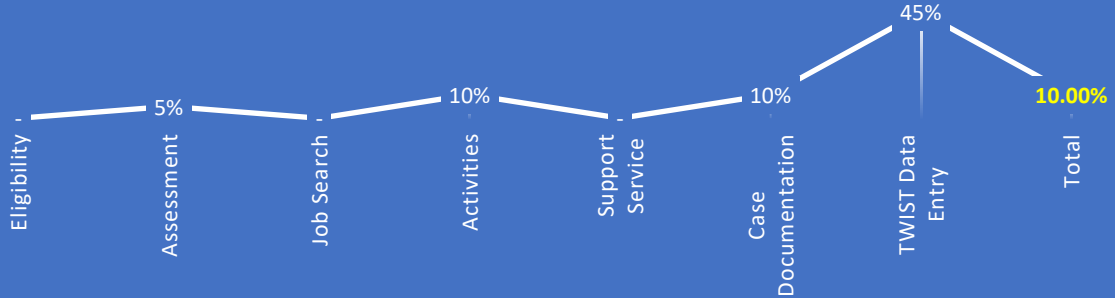 45%
5%
10%
10%
10.00%
-
-
-
Eligibility
Assessment
Job Search
Activities
Support
Service
Case
Documentation
TWIST Data
Entry
Total